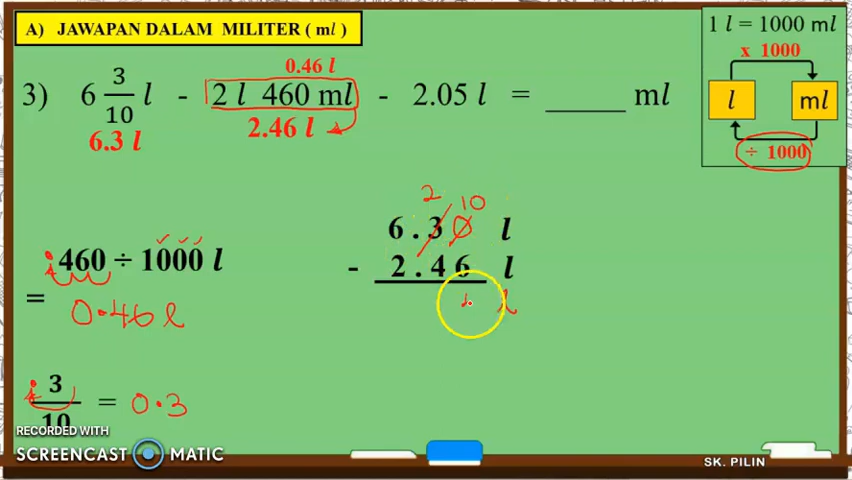 A) JAWAPAN DALAM MILITER ( ml )
1 l = 1000 ml
x 1000
l ml
÷ 1000
0.46 l
3) 6 3/10 l - 2 l 460 ml - 2.05 l = _____ ml
6.3 l 2.46 l
2 10
6 . 3 0 l
- 2 . 4 6 l
l
460 ÷ 1000 l
= 0.46 l
3/10 = 0.3
RECORDED WITH
SCREENCAST MATIC
SK. PILIN